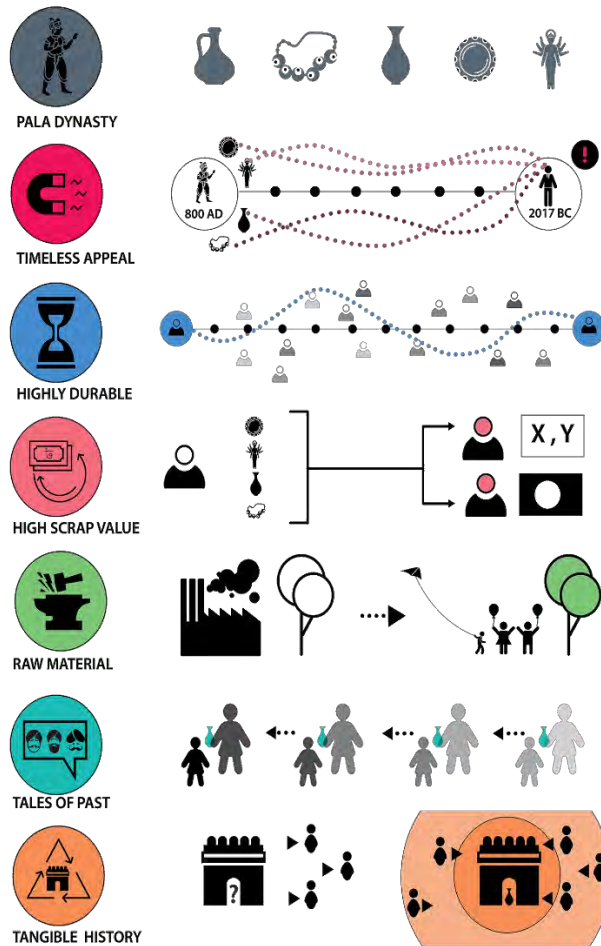 PALA DYNASTY
!
800 AD
2017 BC
TIMELESS APPEAL
HIGHLY DURABLE
X , Y
HIGH SCRAP VALUE
RAW MATERIAL
TALES OF PAST
?
TANGIBLE HISTORY